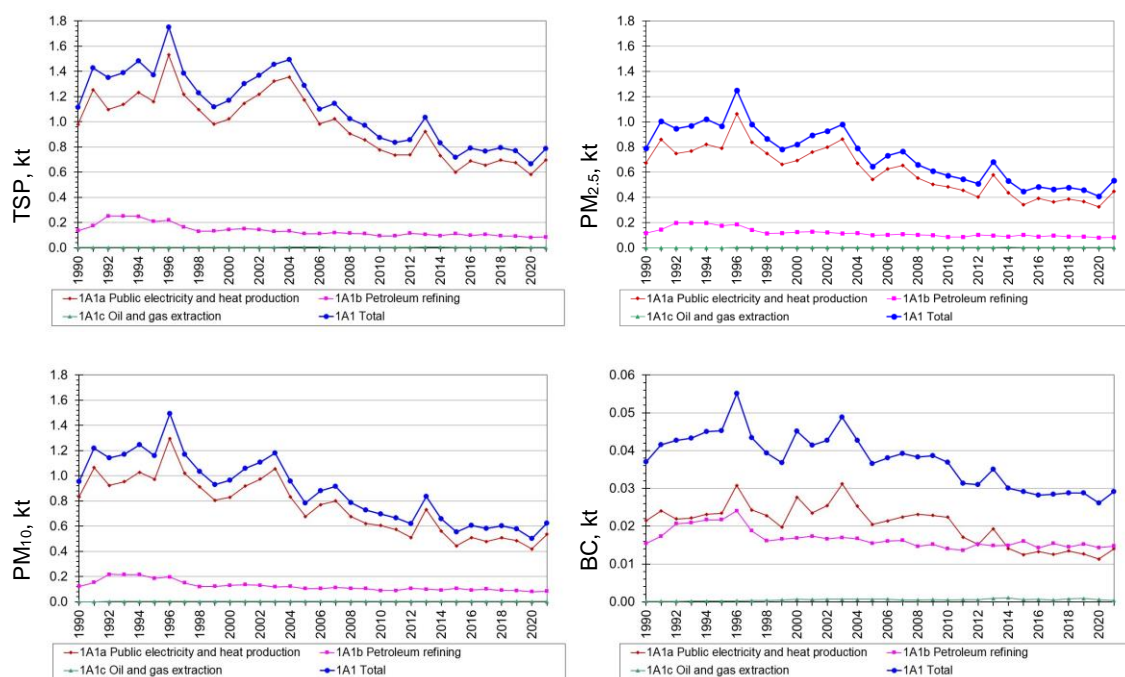 TSP, kt
1.8
1.6
1.4
1.2
1.0
0.8
0.6
0.4
0.2
0.0
1990 1992 1994 1996 1998 2000 2002 2004 2006 2008 2010 2012 2014 2016 2018 2020
1A1a Public electricity and heat production 1A1b Petroleum refining
1A1c Oil and gas extraction 1A1 Total
PM2.5, kt
1.8
1.6
1.4
1.2
1.0
0.8
0.6
0.4
0.2
0.0
1990 1992 1994 1996 1998 2000 2002 2004 2006 2008 2010 2012 2014 2016 2018 2020
1A1a Public electricity and heat production 1A1b Petroleum refining
1A1c Oil and gas extraction 1A1 Total
PM10, kt
1.8
1.6
1.4
1.2
1.0
0.8
0.6
0.4
0.2
0.0
1990 1992 1994 1996 1998 2000 2002 2004 2006 2008 2010 2012 2014 2016 2018 2020
1A1a Public electricity and heat production 1A1b Petroleum refining
1A1c Oil and gas extraction 1A1 Total
BC, kt
0.06
0.05
0.04
0.03
0.02
0.01
0.00
1990 1992 1994 1996 1998 2000 2002 2004 2006 2008 2010 2012 2014 2016 2018 2020
1A1a Public electricity and heat production 1A1b Petroleum refining
1A1c Oil and gas extraction 1A1 Total